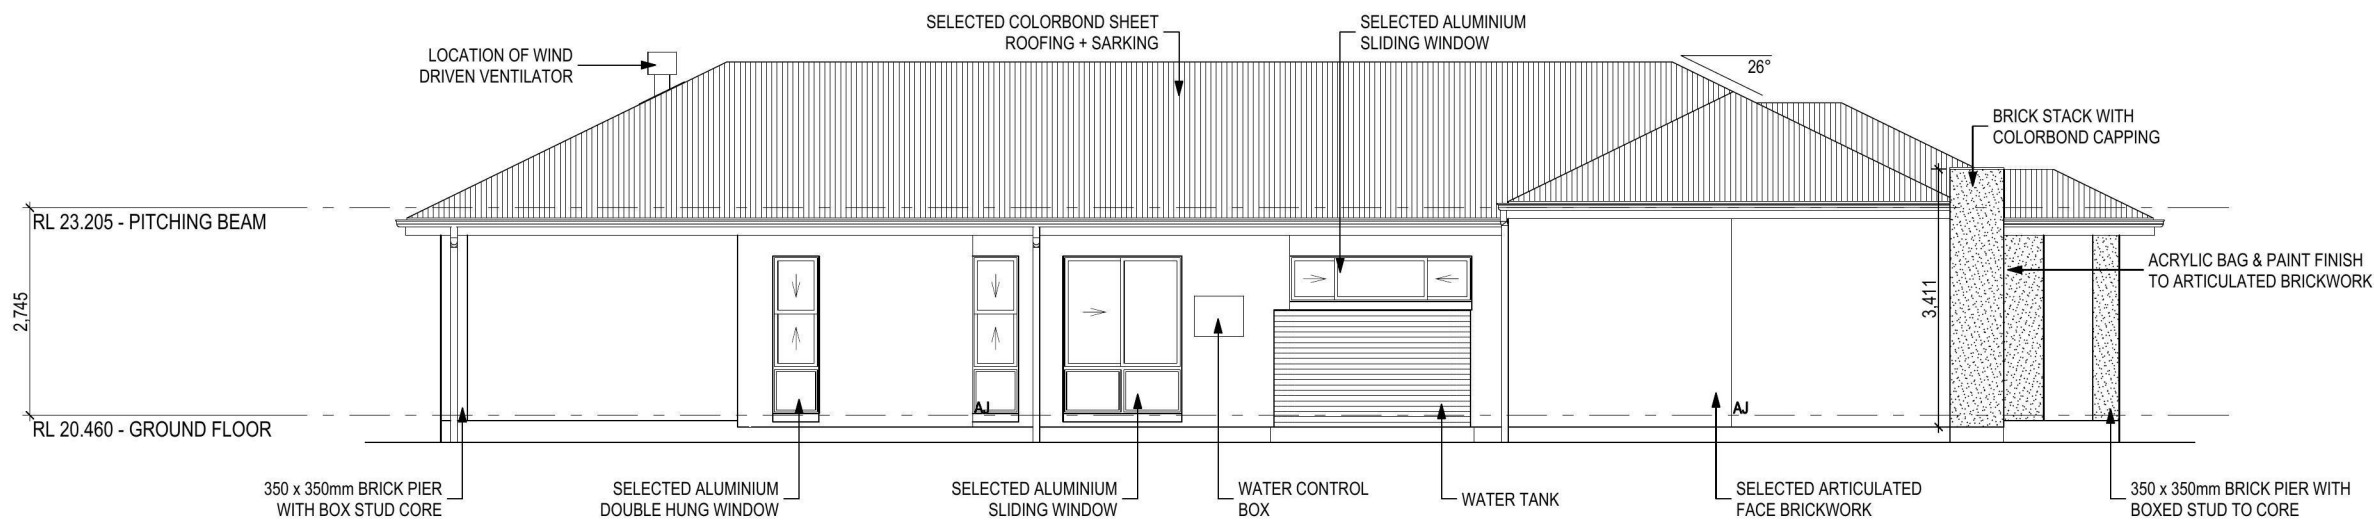 SELECTED COLORBOND SHEET
ROOFING + SARKING
SELECTED ALUMINIUM
SLIDING WINDOW
LOCATION OF WIND
DRIVEN VENTILATOR
26°
BRICK STACK WITH
COLORBOND CAPPING
RL 23.205 - PITCHING BEAM
ACRYLIC BAG & PAINT FINISH
TO ARTICULATED BRICKWORK
2,745
3,411
AJ
AJ
RL 20.460 - GROUND FLOOR
350 x 350mm BRICK PIER
WITH BOX STUD CORE
SELECTED ALUMINIUM
DOUBLE HUNG WINDOW
SELECTED ALUMINIUM
SLIDING WINDOW
WATER CONTROL
BOX
WATER TANK
SELECTED ARTICULATED
FACE BRICKWORK
350 x 350mm BRICK PIER WITH
BOXED STUD TO CORE